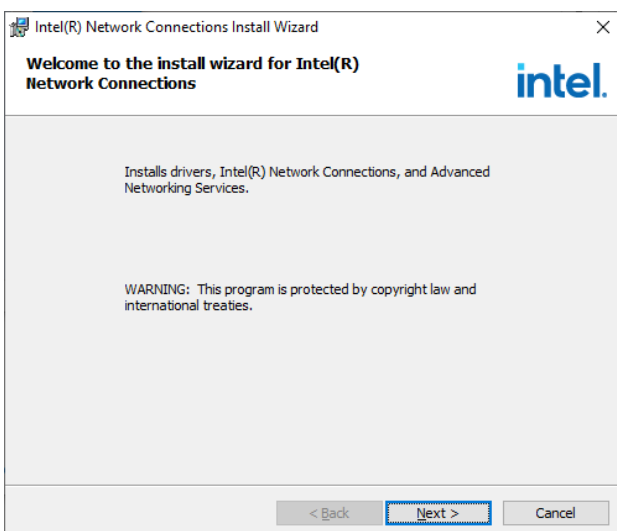 Intel(R) Network Connections Install Wizard
Welcome to the install wizard for Intel(R)
Network Connections
intel.
Installs drivers, Intel(R) Network Connections, and Advanced
Networking Services.
WARNING:  This program is protected by copyright law and
international treaties.
< Back
Next >
Cancel